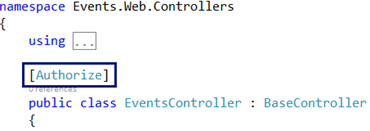 namespace Events.Web.Controllers
{
using ...
[Authorize]
0 references
public class EventsController : BaseController
{